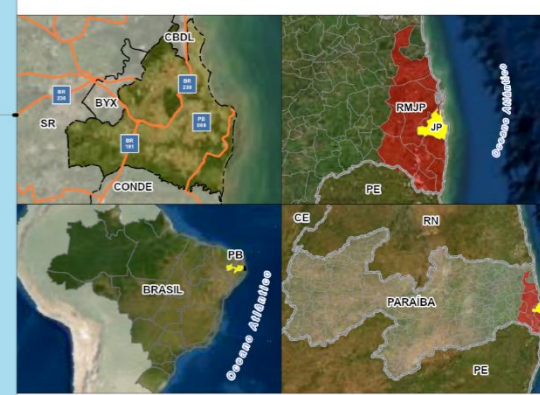 CBDL
BR
230
BR
230
BYX
PB
008
SR
BR
101
CONDE
RMJP
JP
Oceano Atlântico
PE
PB
BRASIL
Oceano Atlântico
CE
RN
PARAÍBA
PE